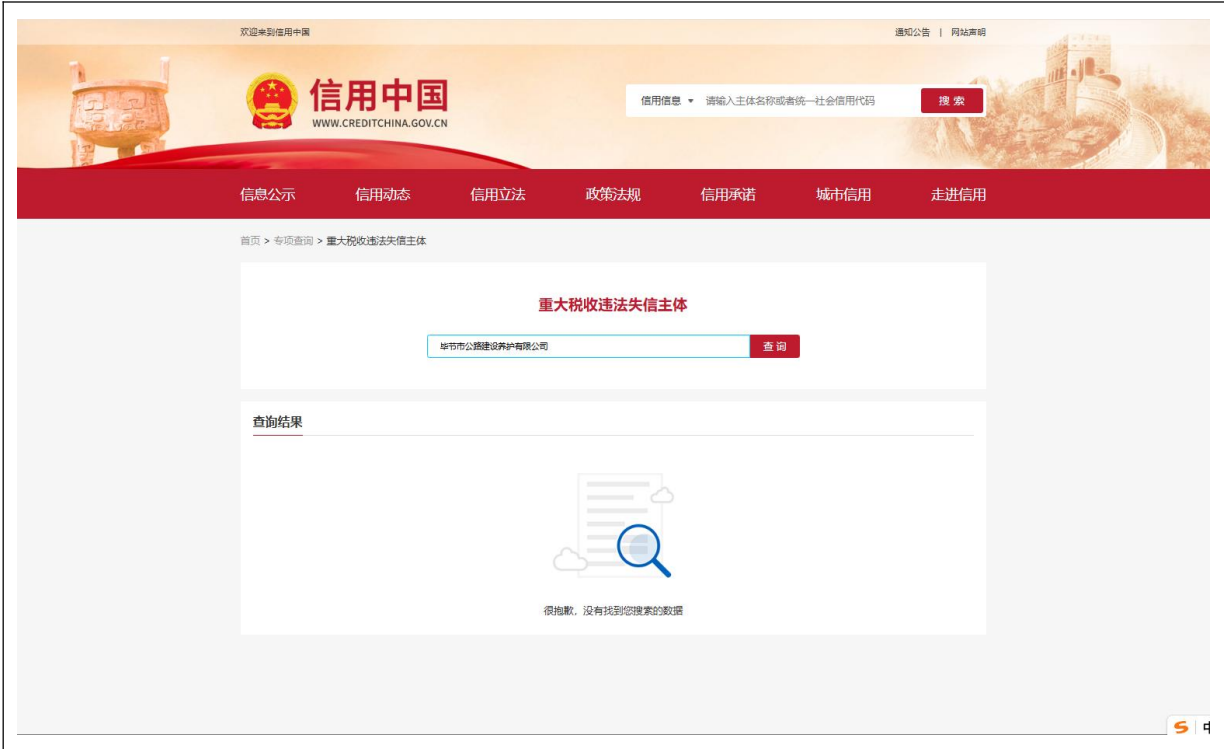 欢迎来到信用中国
通知公告 | 网站声明
信用中国
WWW.CREDITCHINA.GOV.CN
信用信息 请输入主体名称或者统一社会信用代码 搜索
信息公示 信用动态 信用立法 政策法规 信用承诺 城市信用 走进信用
首页 > 专项查询 > 重大税收违法失信主体
重大税收违法失信主体
毕节市公路建设养护有限公司 查询
查询结果
很抱歉，没有找到您搜索的数据